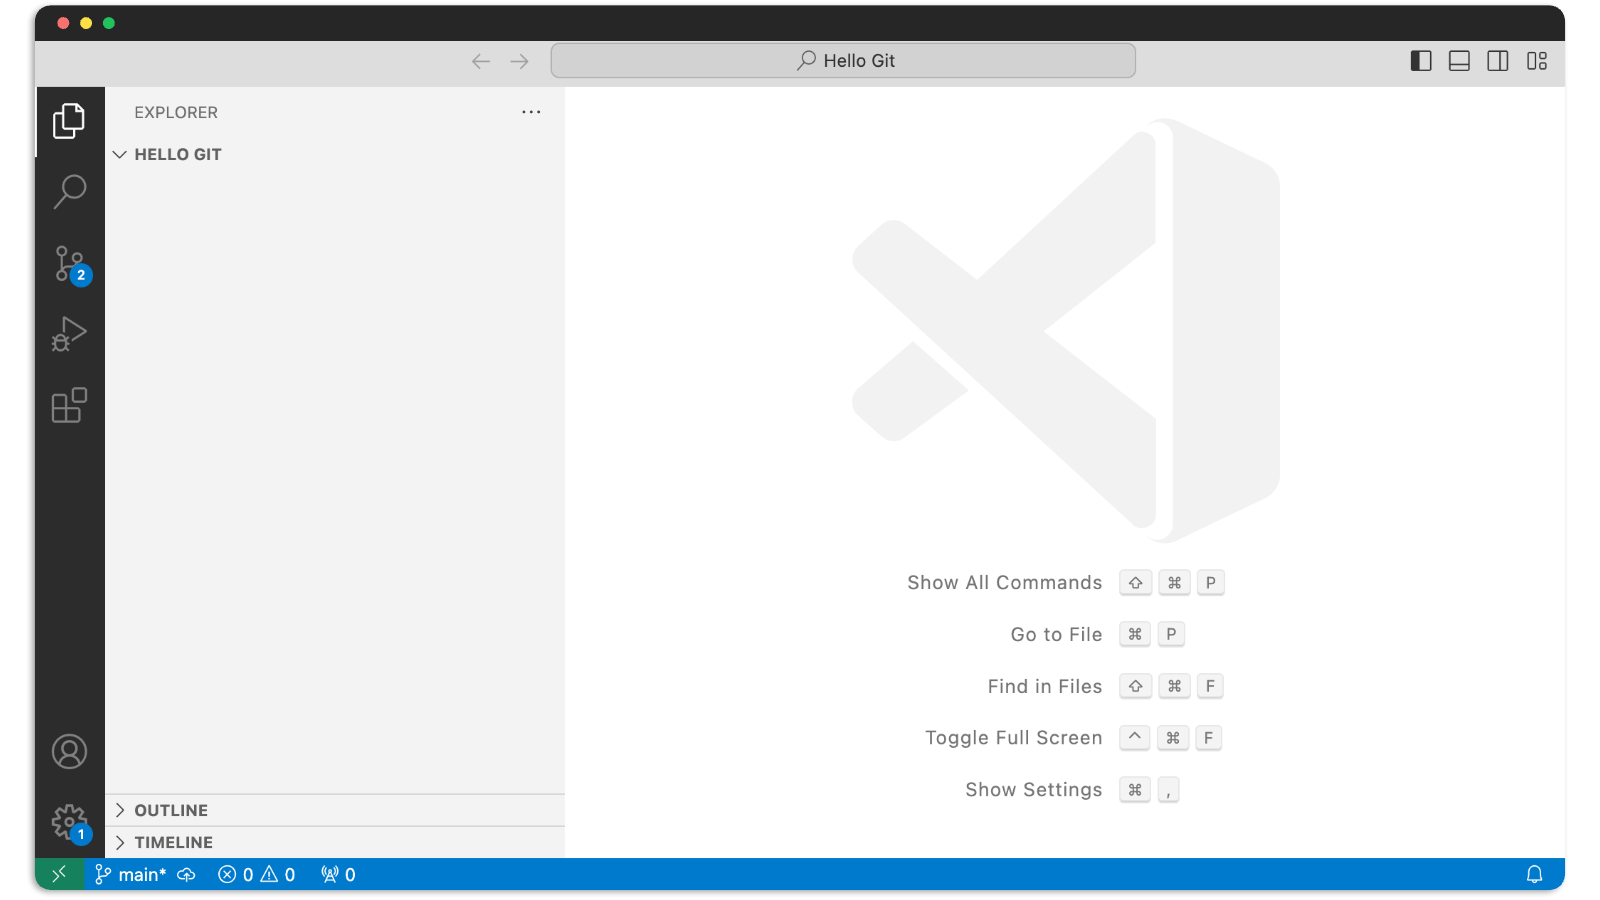 Hello Git
EXPLORER ···
HELLO GIT
2
Show All Commands ⇧ ⌘ P
Go to File ⌘ P
Find in Files ⇧ ⌘ F
Toggle Full Screen ^ ⌘ F
Show Settings ⌘ ,
OUTLINE
1
TIMELINE
main* 0 0 0